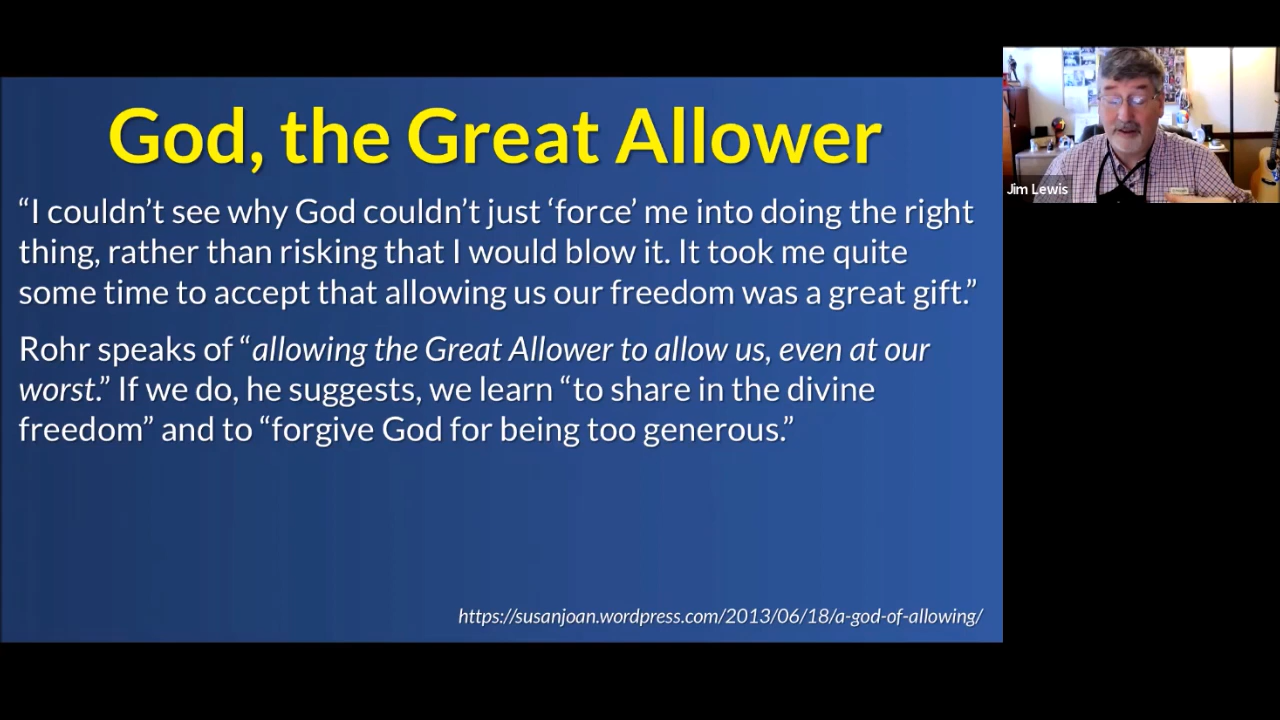 God, the Great Allower
“I couldn’t see why God couldn’t just ‘force’ me into doing the right
thing, rather than risking that I would blow it. It took me quite
some time to accept that allowing us our freedom was a great gift.”
Rohr speaks of “allowing the Great Allower to allow us, even at our
worst.” If we do, he suggests, we learn “to share in the divine
freedom” and to “forgive God for being too generous.”
https://susanjoan.wordpress.com/2013/06/18/a-god-of-allowing/
Jim Lewis